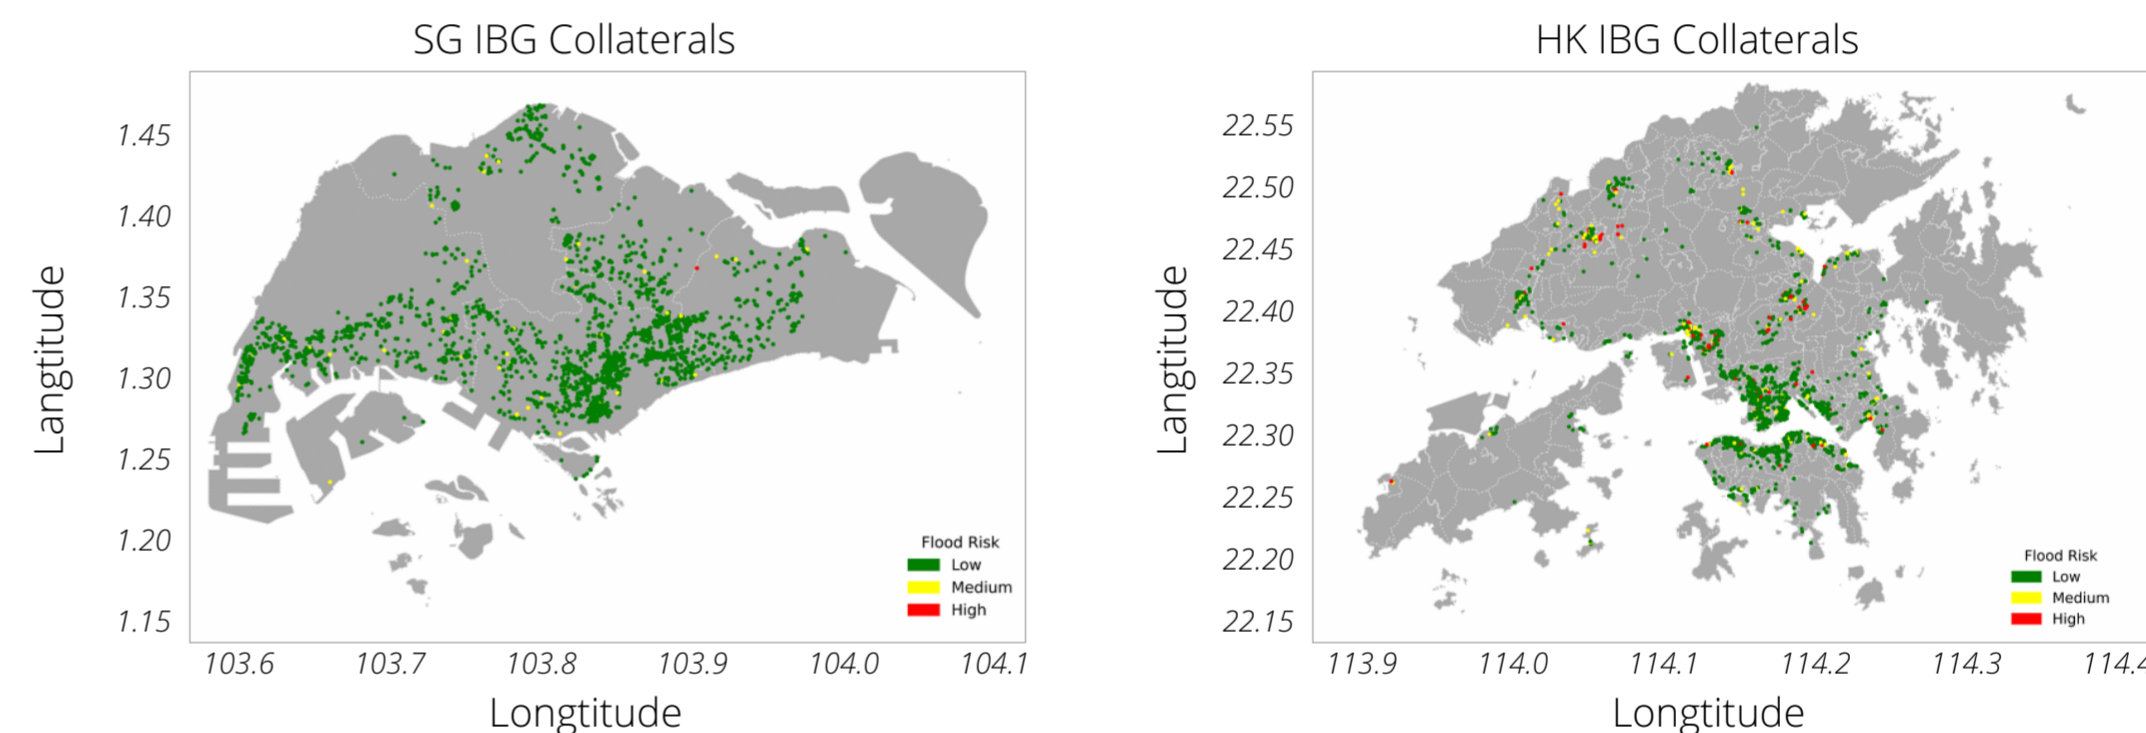 SG IBG Collaterals
Langtitude
1.45
1.40
1.35
1.30
1.25
1.20
1.15
Flood Risk
Low
Medium
High
103.6 103.7 103.8 103.9 104.0 104.1
Longtitude
HK IBG Collaterals
Langtitude
22.55
22.50
22.45
22.40
22.35
22.30
22.25
22.20
22.15
Flood Risk
Low
Medium
High
113.9 114.0 114.1 114.2 114.3 114.4
Longtitude